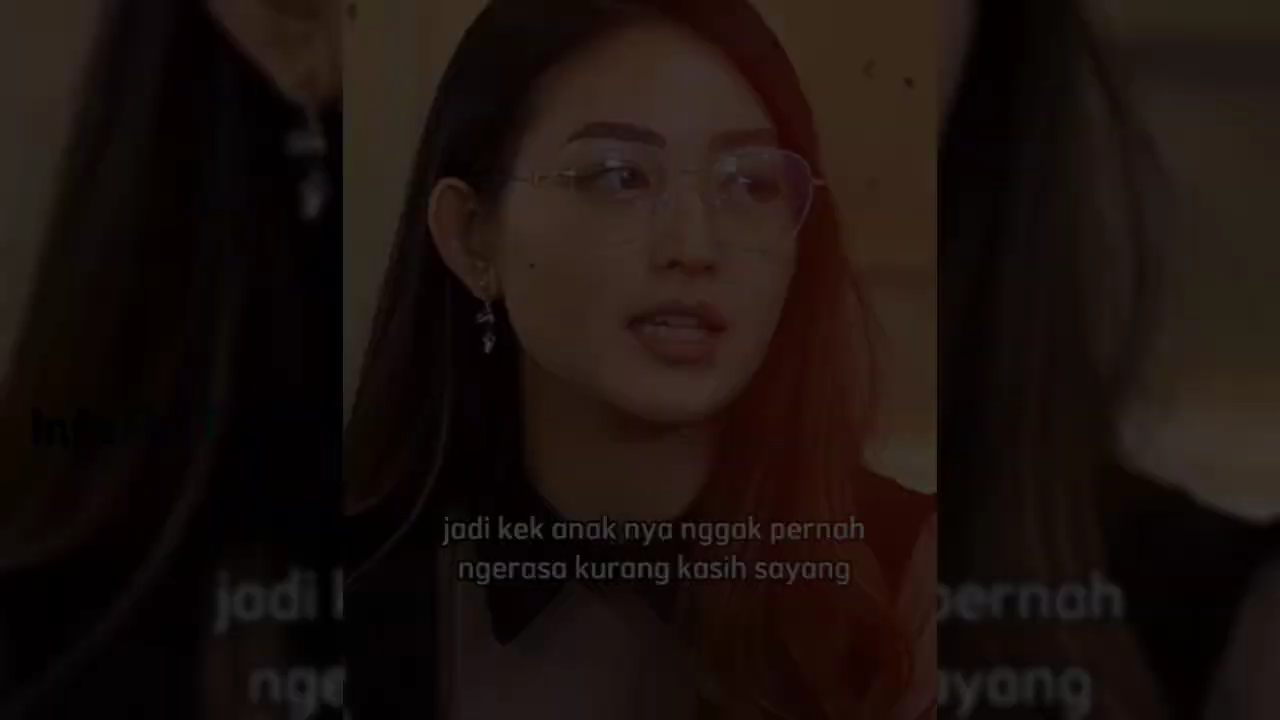 jadi kek anak nya nggak pernah
ngerasa kurang kasih sayang